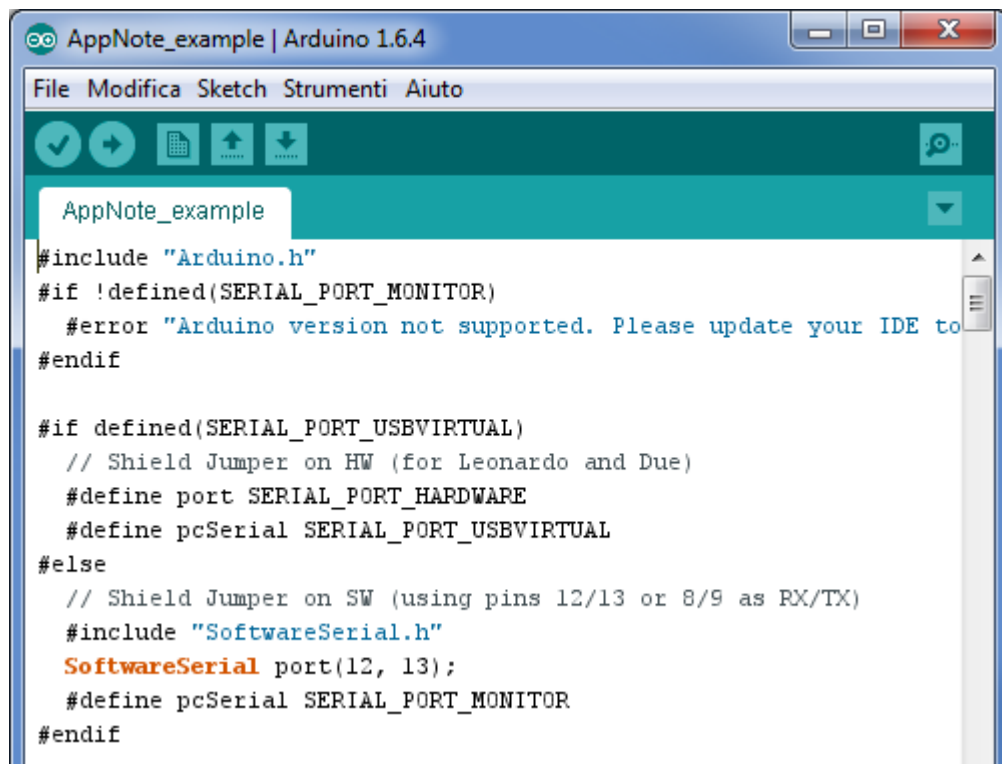 AppNote_example | Arduino 1.6.4
File Modifica Sketch Strumenti Aiuto
AppNote_example
#include "Arduino.h"
#if !defined(SERIAL_PORT_MONITOR)
  #error "Arduino version not supported. Please update your IDE to
#endif

#if defined(SERIAL_PORT_USBVIRTUAL)
  // Shield Jumper on HW (for Leonardo and Due)
  #define port SERIAL_PORT_HARDWARE
  #define pcSerial SERIAL_PORT_USBVIRTUAL
#else
  // Shield Jumper on SW (using pins 12/13 or 8/9 as RX/TX)
  #include "SoftwareSerial.h"
  SoftwareSerial port(12, 13);
  #define pcSerial SERIAL_PORT_MONITOR
#endif